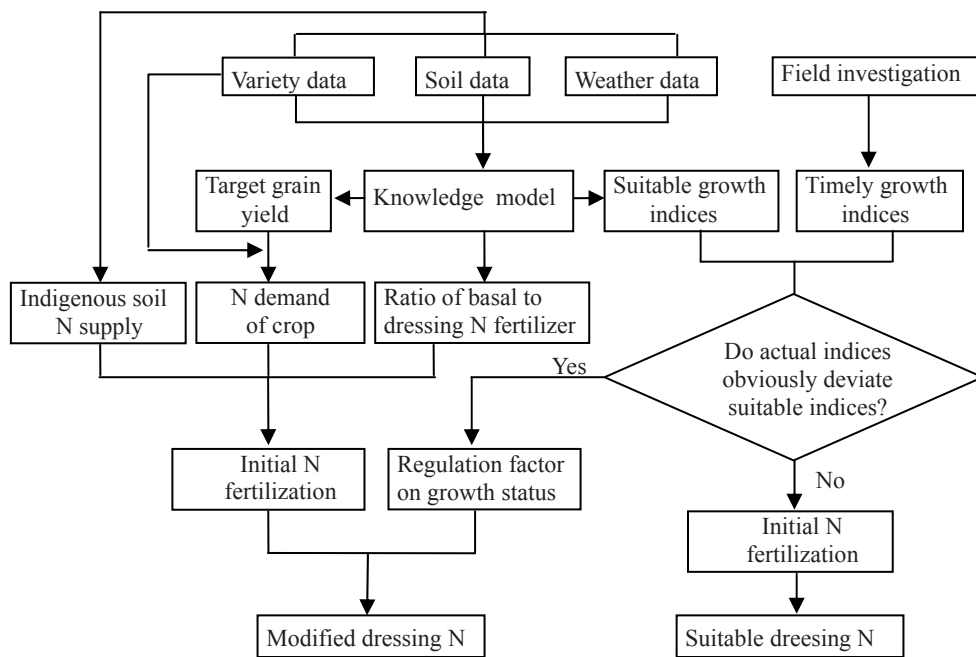 Variety data
Soil data
Weather data
Field investigation
Target grain
yield
Knowledge model
Suitable growth
indices
Timely growth
indices
Indigenous soil
N supply
N demand
of crop
Ratio of basal to
dressing N fertilizer
Yes
Do actual indices
obviously deviate
suitable indices?
Initial N
fertilization
Regulation factor
on growth status
No
Initial N
fertilization
Modified dressing N
Suitable dreesing N